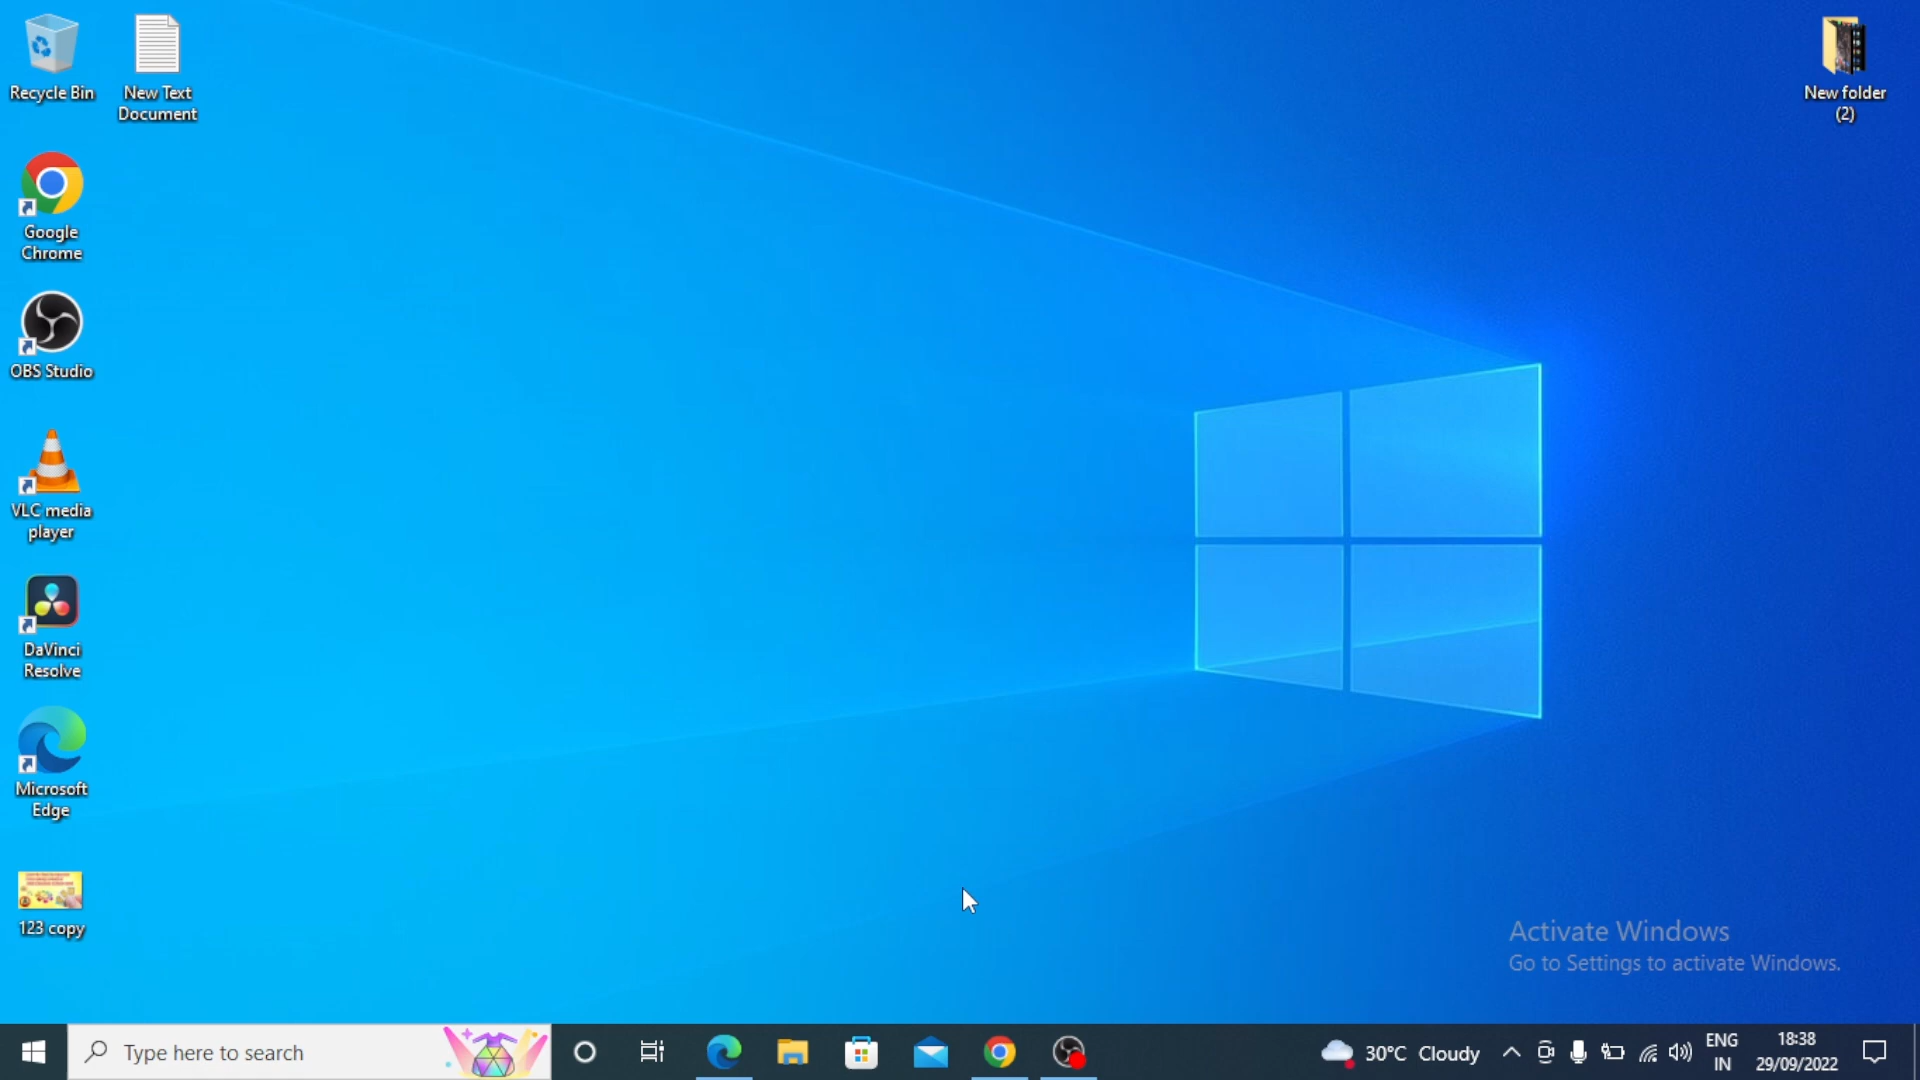 Recycle Bin
New Text
Document
New folder
(2)
Google
Chrome
OBS Studio
VLC media
player
DaVinci
Resolve
Microsoft
Edge
123 copy
Activate Windows
Go to Settings to activate Windows.
Type here to search
30°C Cloudy
ENG
IN
18:38
29/09/2022